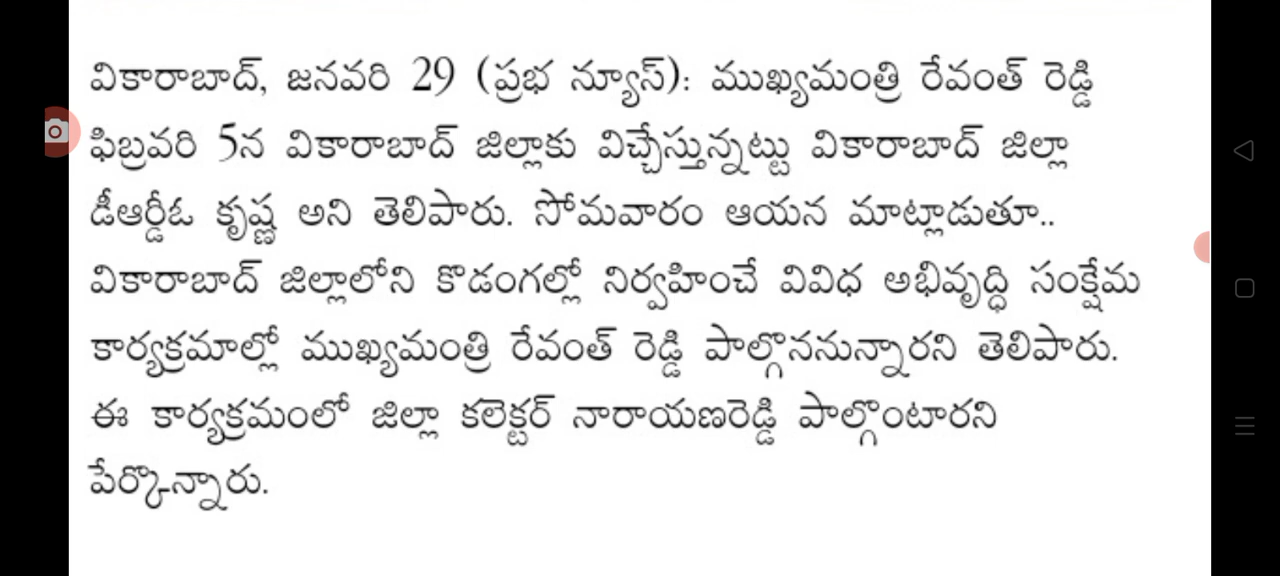 వికారాబాద్, జనవరి 29 (ప్రభ న్యూస్): ముఖ్యమంత్రి రేవంత్ రెడ్డి
ఫిబ్రవరి 5న వికారాబాద్ జిల్లాకు విచ్చేస్తున్నట్టు వికారాబాద్ జిల్లా
డీఆర్డీఓ కృష్ణ అని తెలిపారు. సోమవారం ఆయన మాట్లాడుతూ..
వికారాబాద్ జిల్లాలోని కొడంగల్లో నిర్వహించే వివిధ అభివృద్ధి సంక్షేమ
కార్యక్రమాల్లో ముఖ్యమంత్రి రేవంత్ రెడ్డి పాల్గొననున్నారని తెలిపారు.
ఈ కార్యక్రమంలో జిల్లా కలెక్టర్ నారాయణరెడ్డి పాల్గొంటారని
పేర్కొన్నారు.